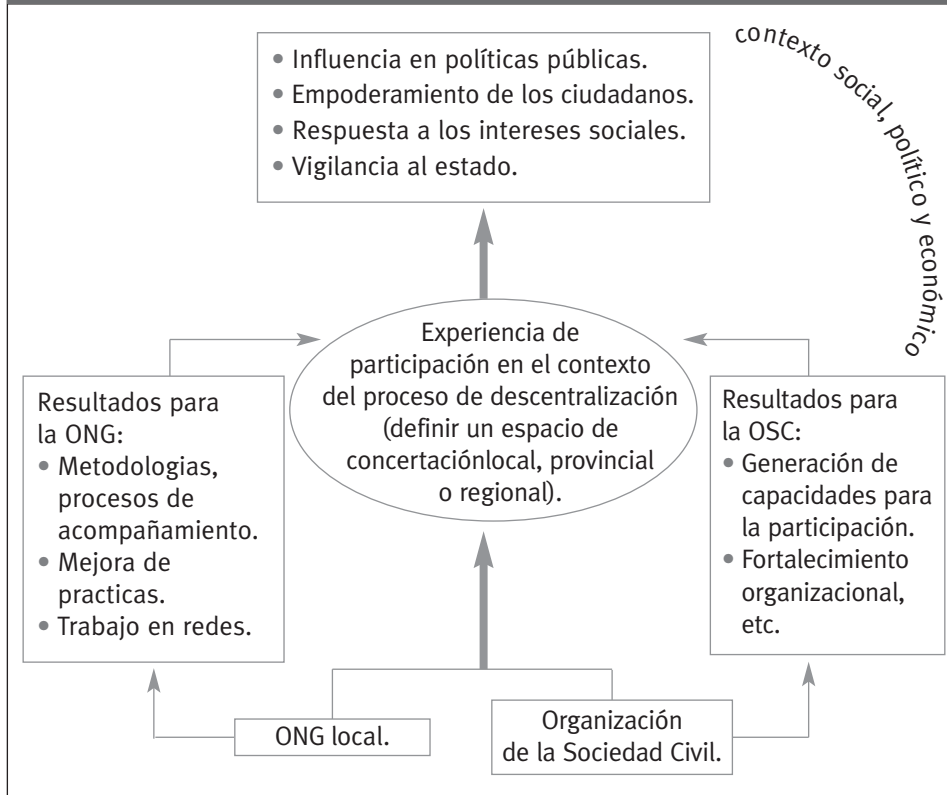 contexto social, político y económico
• Influencia en políticas públicas.
• Empoderamiento de los ciudadanos.
• Respuesta a los intereses sociales.
• Vigilancia al estado.
Experiencia de
participación en el contexto
del proceso de descentralización
(definir un espacio de
concertaciónlocal, provincial
o regional).
Resultados para
la ONG:
• Metodologias,
procesos de
acompañamiento.
• Mejora de
practicas.
• Trabajo en redes.
Resultados para
la OSC:
• Generación de
capacidades para
la participación.
• Fortalecimiento
organizacional,
etc.
ONG local.
Organización
de la Sociedad Civil.